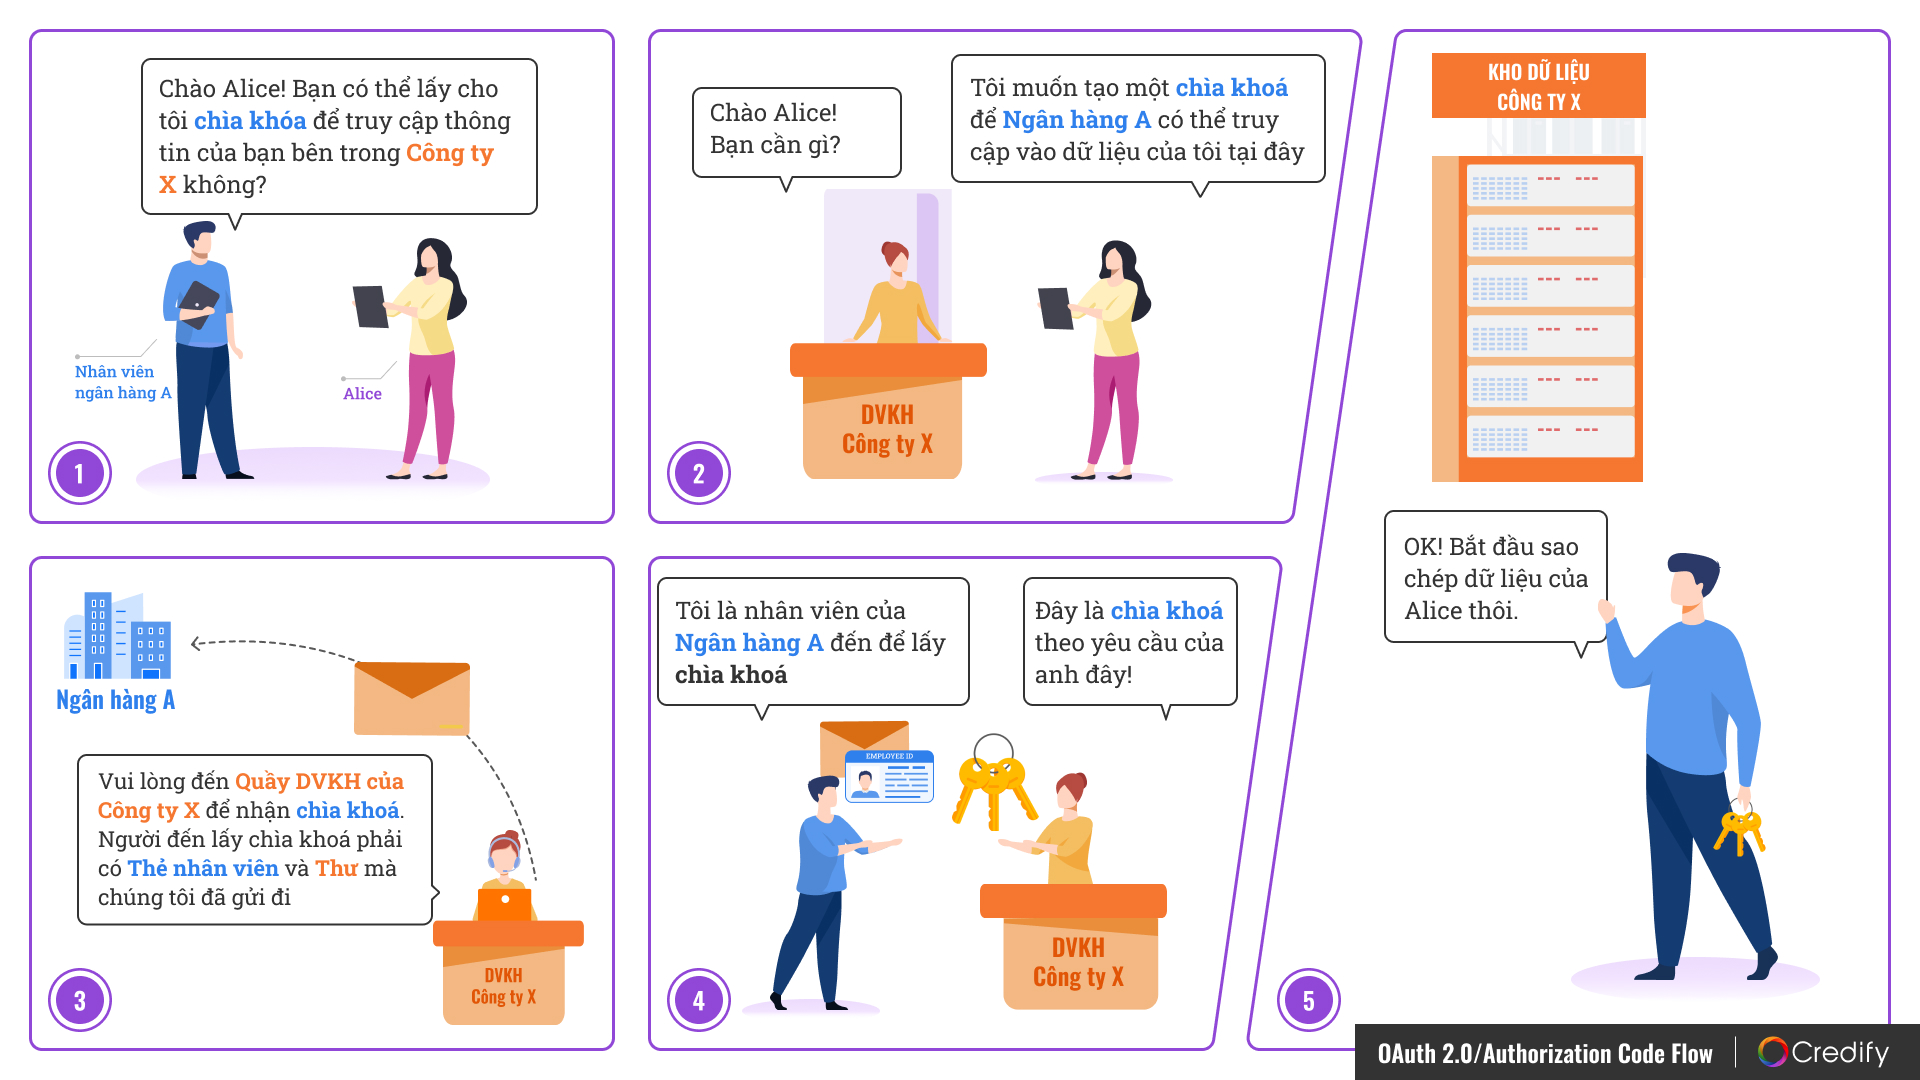 Chào Alice! Bạn có thể lấy cho
tôi chìa khóa để truy cập thông
tin của bạn bên trong Công ty
X không?
Nhân viên
ngân hàng A
Alice
1
Chào Alice!
Bạn cần gì?
Tôi muốn tạo một chìa khoá
để Ngân hàng A có thể truy
cập vào dữ liệu của tôi tại đây
DVKH
Công ty X
2
Ngân hàng A
Vui lòng đến Quầy DVKH của
Công ty X để nhận chìa khoá.
Người đến lấy chìa khoá phải
có Thẻ nhân viên và Thư mà
chúng tôi đã gửi đi
DVKH
Công ty X
3
Tôi là nhân viên của
Ngân hàng A đến để lấy
chìa khoá
Đây là chìa khoá
theo yêu cầu của
anh đây!
EMPLOYEE ID
DVKH
Công ty X
4
KHO DỮ LIỆU
CÔNG TY X
OK! Bắt đầu sao
chép dữ liệu của
Alice thôi.
5
OAuth 2.0/Authorization Code Flow
Credify